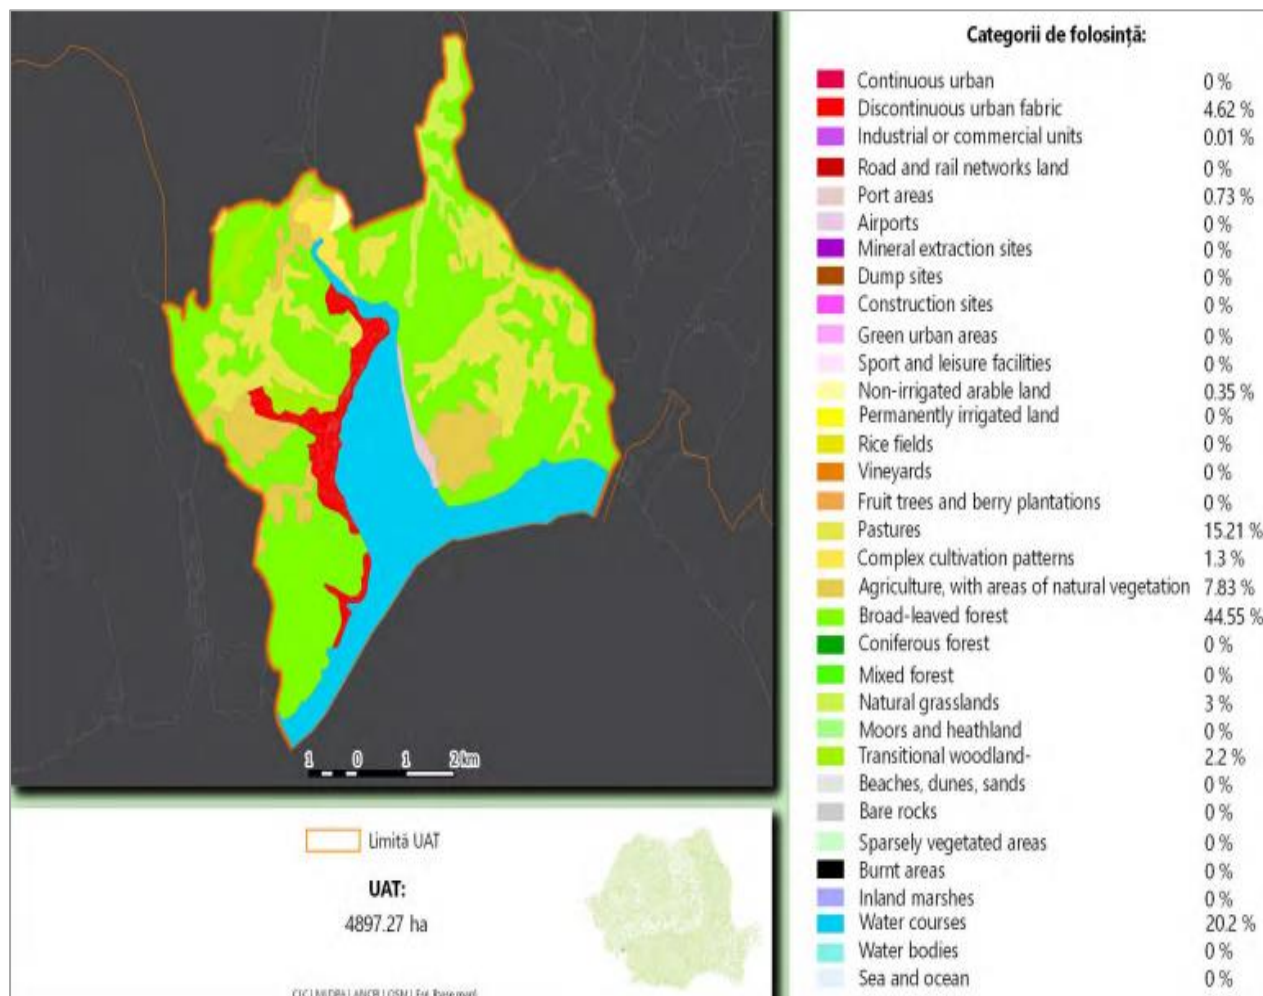 1 0 1 2 km
Limită UAT
UAT:
4897.27 ha
Categorii de folosință:
Continuous urban 0 %
Discontinuous urban fabric 4.62 %
Industrial or commercial units 0.01 %
Road and rail networks land 0 %
Port areas 0.73 %
Airports 0 %
Mineral extraction sites 0 %
Dump sites 0 %
Construction sites 0 %
Green urban areas 0 %
Sport and leisure facilities 0 %
Non-irrigated arable land 0.35 %
Permanently irrigated land 0 %
Rice fields 0 %
Vineyards 0 %
Fruit trees and berry plantations 0 %
Pastures 15.21 %
Complex cultivation patterns 1.3 %
Agriculture, with areas of natural vegetation 7.83 %
Broad-leaved forest 44.55 %
Coniferous forest 0 %
Mixed forest 0 %
Natural grasslands 3 %
Moors and heathland 0 %
Transitional woodland- 2.2 %
Beaches, dunes, sands 0 %
Bare rocks 0 %
Sparsely vegetated areas 0 %
Burnt areas 0 %
Inland marshes 0 %
Water courses 20.2 %
Water bodies 0 %
Sea and ocean 0 %